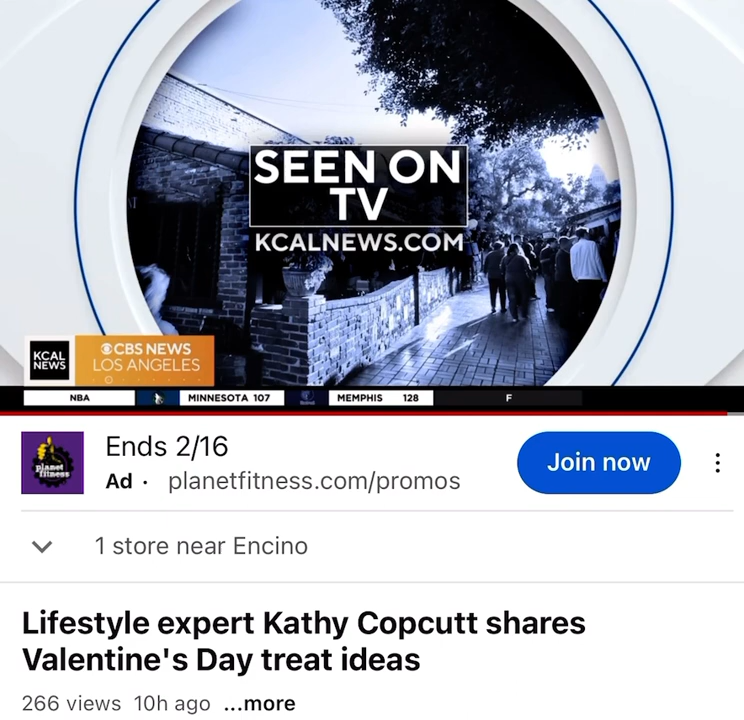 SEEN ON
TV
KCALNEWS.COM
KCAL
NEWS
CBS NEWS
LOS ANGELES
NBA MINNESOTA 107 MEMPHIS 128 F
planet
fitness
Ends 2/16
Ad · planetfitness.com/promos
Join now
1 store near Encino
Lifestyle expert Kathy Copcutt shares
Valentine's Day treat ideas
266 views 10h ago ...more